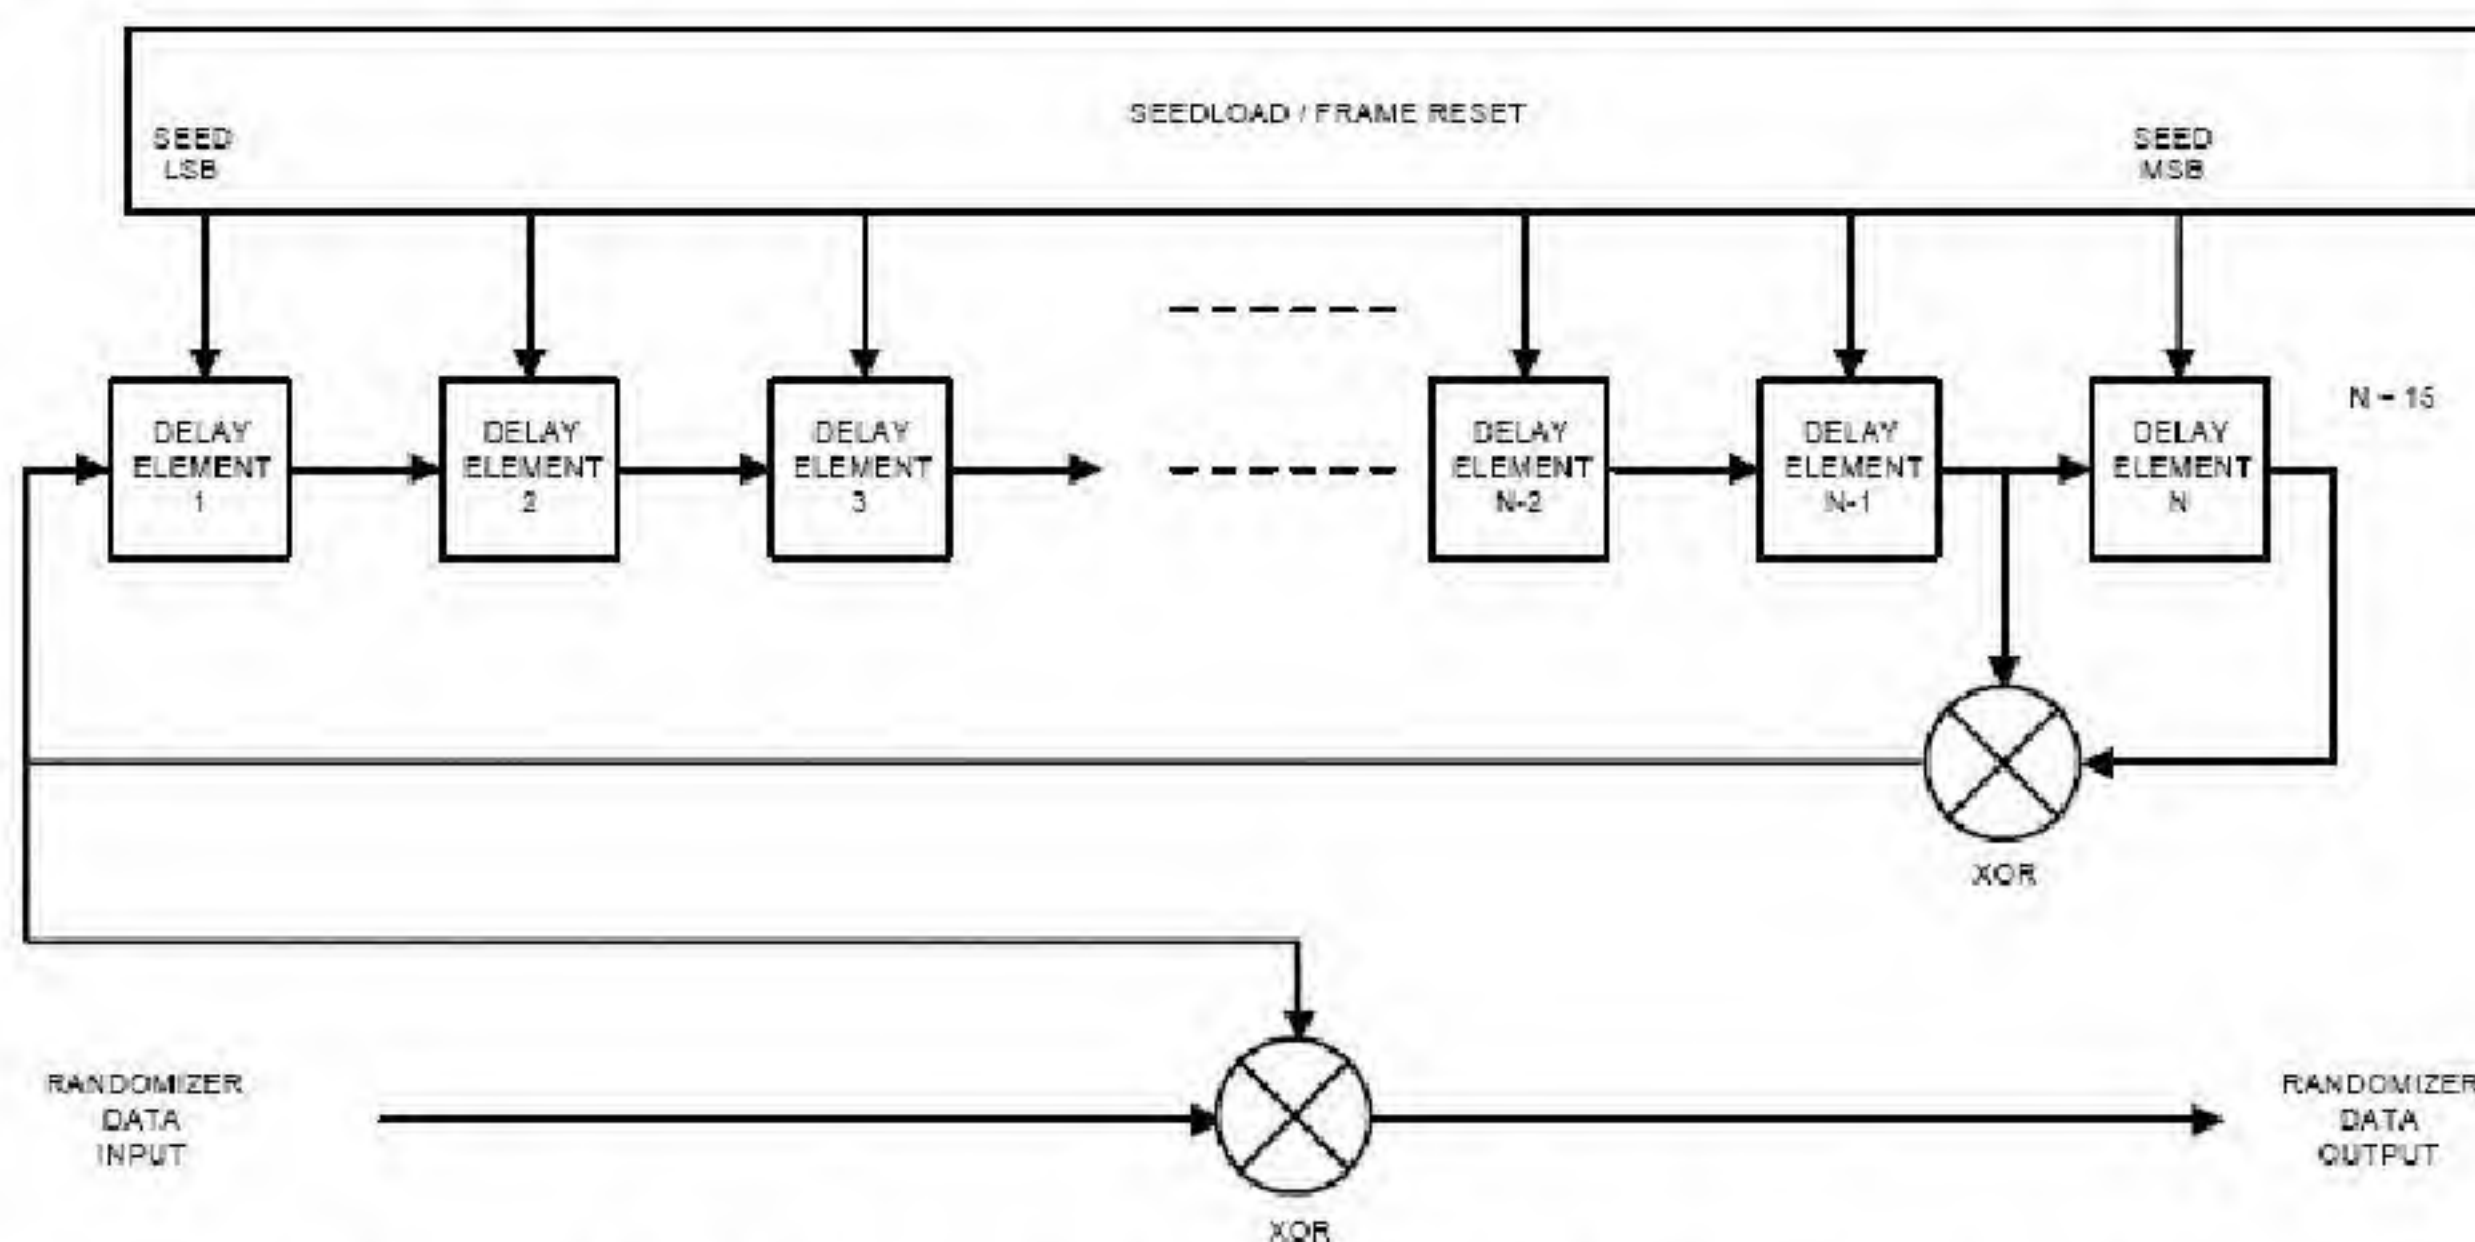 SEEDLOAD / FRAME RESET
SEED
LSB
SEED
MSB
DELAY
ELEMENT
1
DELAY
ELEMENT
2
DELAY
ELEMENT
3
DELAY
ELEMENT
N-2
DELAY
ELEMENT
N-1
DELAY
ELEMENT
N
N = 15
XOR
RANDOMIZER
DATA
INPUT
RANDOMIZER
DATA
OUTPUT
XOR